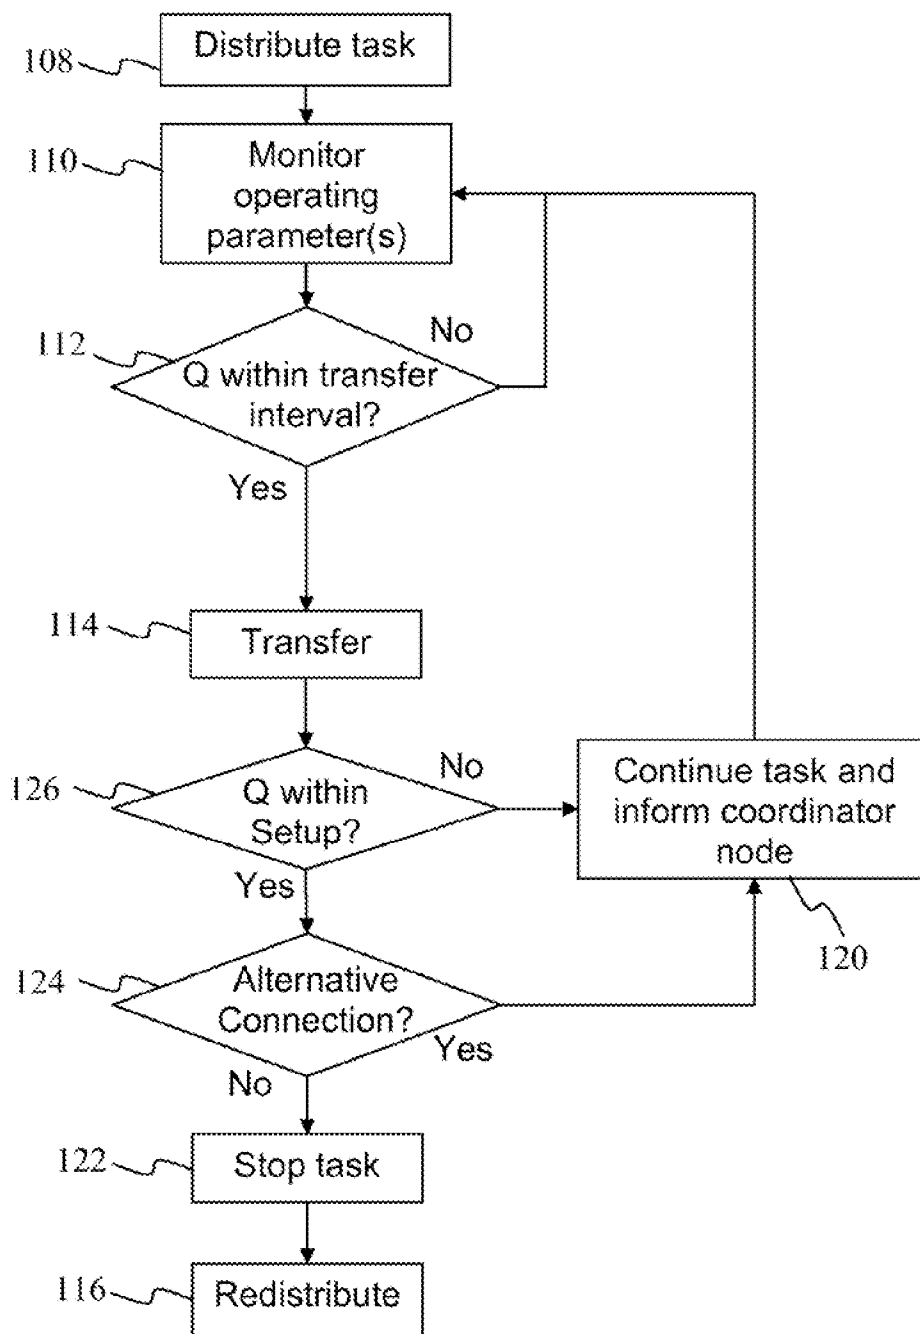 Distribute task
108
Monitor
operating
parameter(s)
110
No
112
Q within transfer
interval?
Yes
114
Transfer
No
126
Q within
Setup?
Yes
Continue task and
inform coordinator
node
120
124
Alternative
Connection?
Yes
No
122
Stop task
116
Redistribute